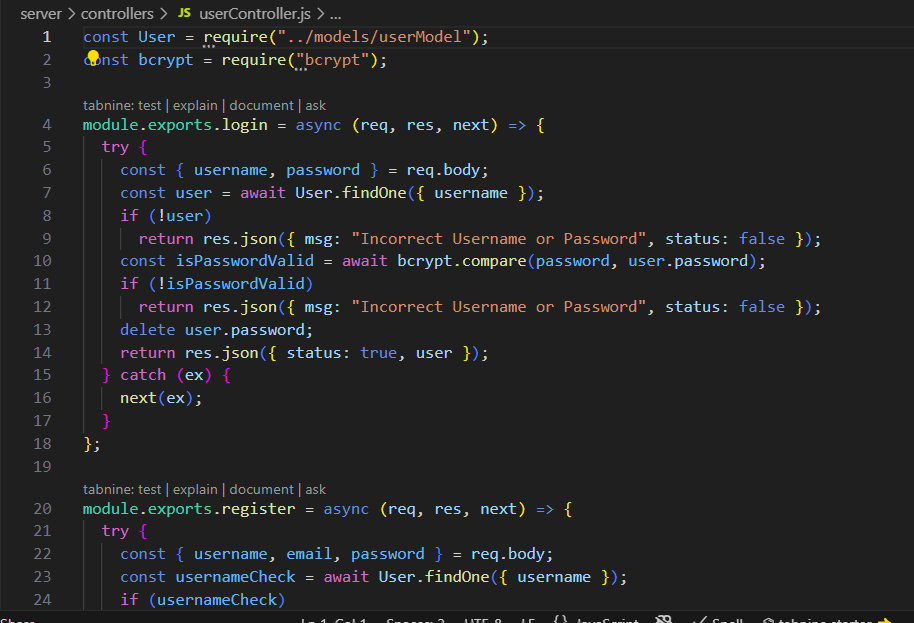 server > controllers > JS userController.js > ...
1 const User = require("../models/userModel");
2 const bcrypt = require("bcrypt");
3
tabnine: test | explain | document | ask
4 module.exports.login = async (req, res, next) => {
5 try {
6 const { username, password } = req.body;
7 const user = await User.findOne({ username });
8 if (!user)
9 return res.json({ msg: "Incorrect Username or Password", status: false });
10 const isPasswordValid = await bcrypt.compare(password, user.password);
11 if (!isPasswordValid)
12 return res.json({ msg: "Incorrect Username or Password", status: false });
13 delete user.password;
14 return res.json({ status: true, user });
15 } catch (ex) {
16 next(ex);
17 }
18 };
19
tabnine: test | explain | document | ask
20 module.exports.register = async (req, res, next) => {
21 try {
22 const { username, email, password } = req.body;
23 const usernameCheck = await User.findOne({ username });
24 if (usernameCheck)
Share Ln 1, Col 1 Spaces: 2 UTF-8 LF {} JavaScript Spell tabnine starter